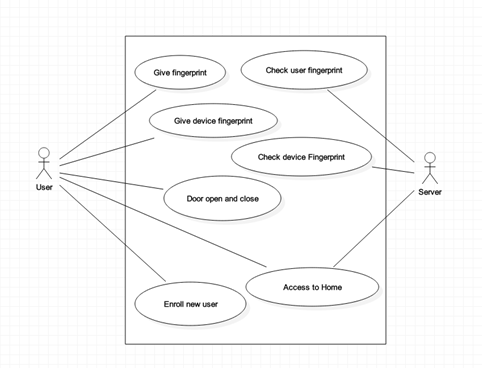 Give fingerprint
Check user fingerprint
Give device fingerprint
Check device Fingerprint
User
Server
Door open and close
Access to Home
Enroll new user